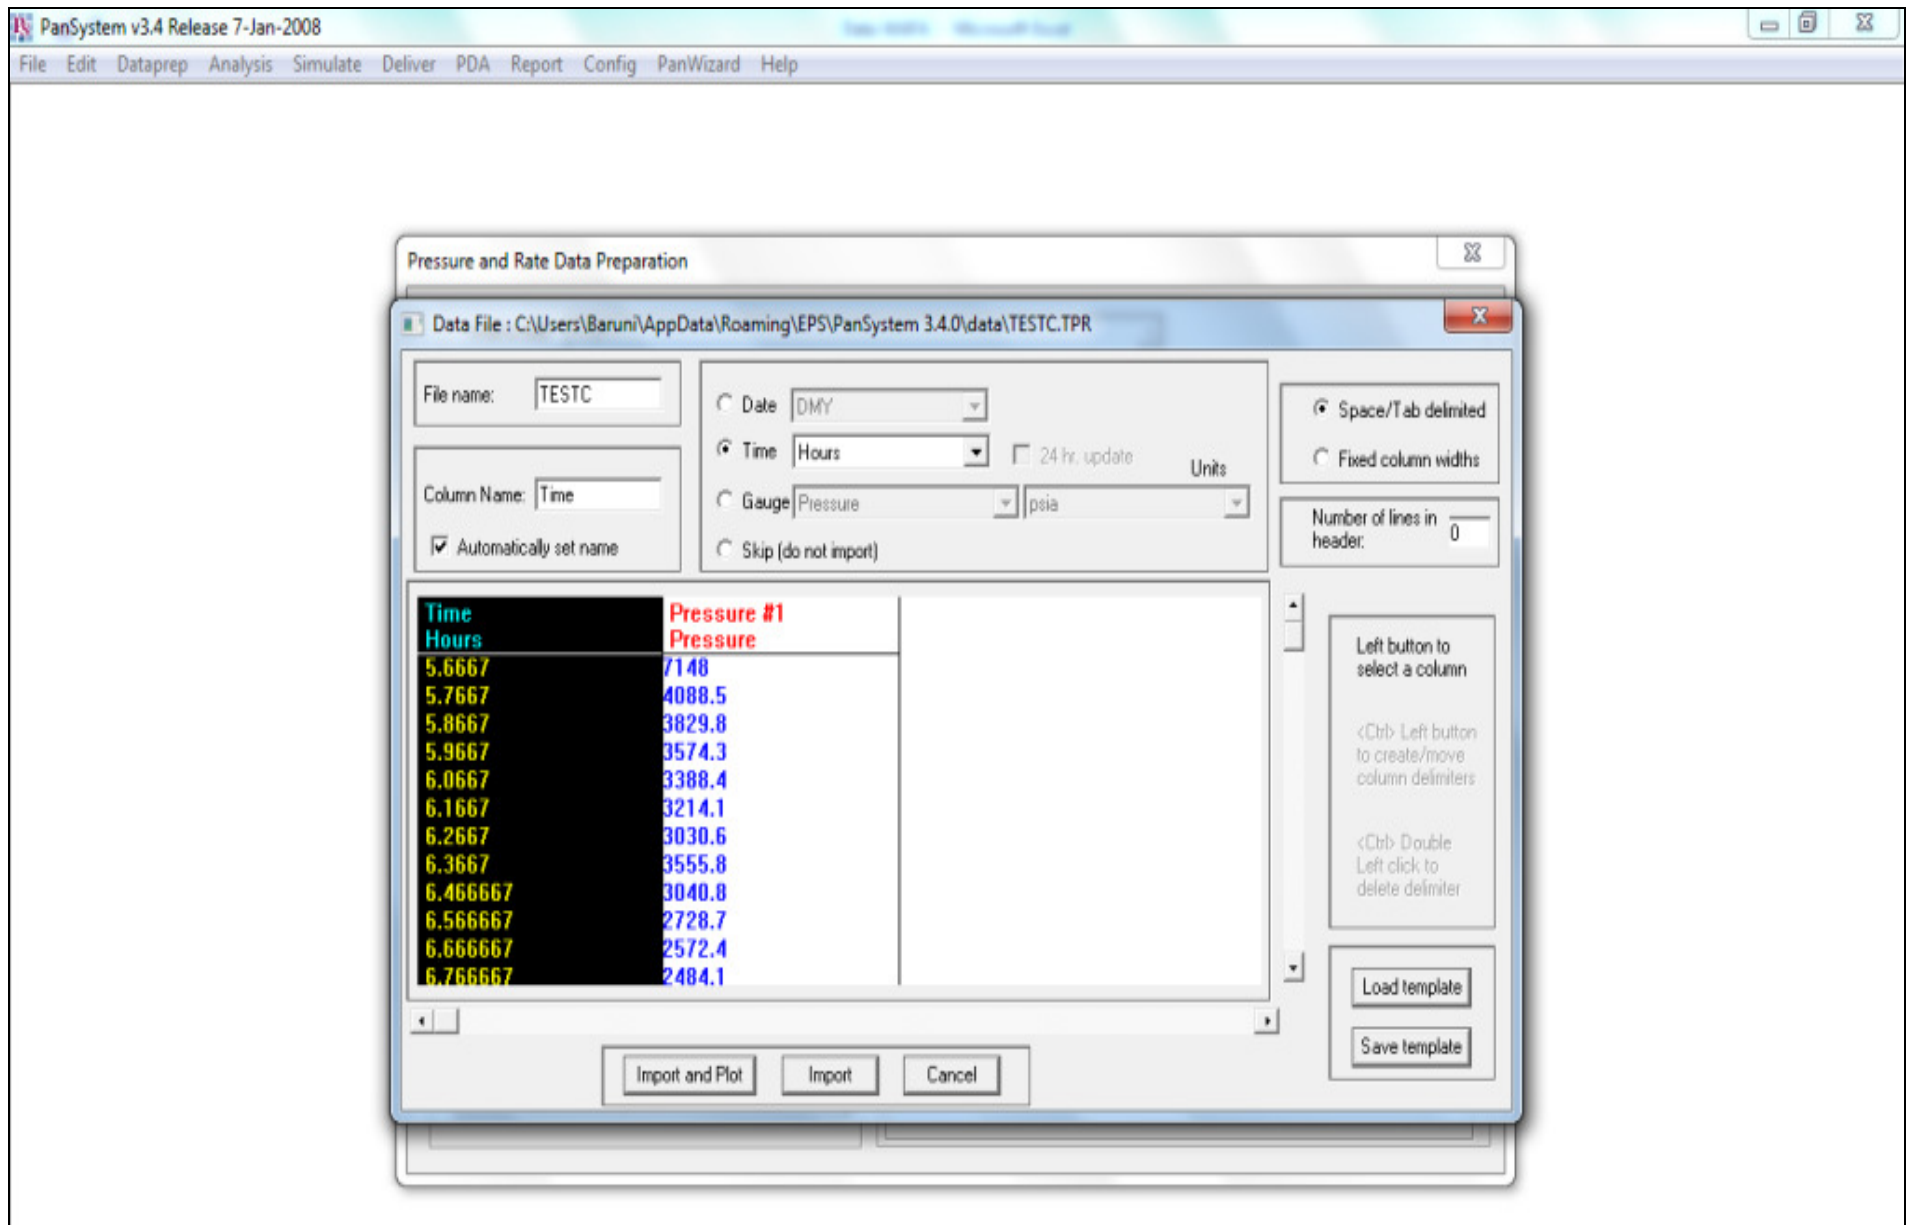 PanSystem v3.4 Release 7-Jan-2008
File Edit Dataprep Analysis Simulate Deliver PDA Report Config PanWizard Help
Pressure and Rate Data Preparation
Data File : C:\Users\Baruni\AppData\Roaming\EPS\PanSystem 3.4.0\data\TESTC.TPR
File name: TESTC
Column Name: Time
Automatically set name
Date DMY
Time Hours 24 hr. update
Units
Gauge Pressure psia
Skip (do not import)
Space/Tab delimited
Fixed column widths
Number of lines in
header: 0
Time Pressure #1
Hours Pressure
5.6667 7148
5.7667 4088.5
5.8667 3829.8
5.9667 3574.3
6.0667 3388.4
6.1667 3214.1
6.2667 3030.6
6.3667 3555.8
6.466667 3040.8
6.566667 2728.7
6.666667 2572.4
6.766667 2484.1
Left button to
select a column
<Ctrl> Left button
to create/move
column delimiters
<Ctrl> Double
Left click to
delete delimiter
Load template
Save template
Import and Plot Import Cancel